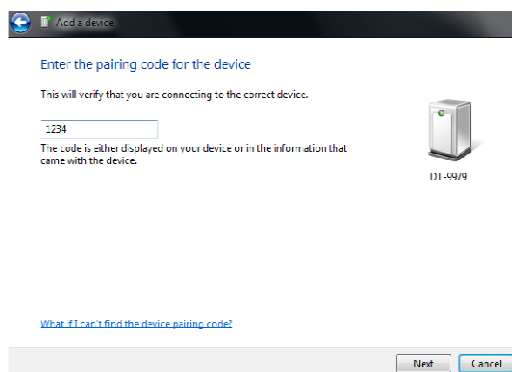 Add a device
Enter the pairing code for the device
This will verify that you are connecting to the correct device.
1234
The code is either displayed on your device or in the information that
came with the device.
DT-9979
What if I can't find the device pairing code?
Next Cancel